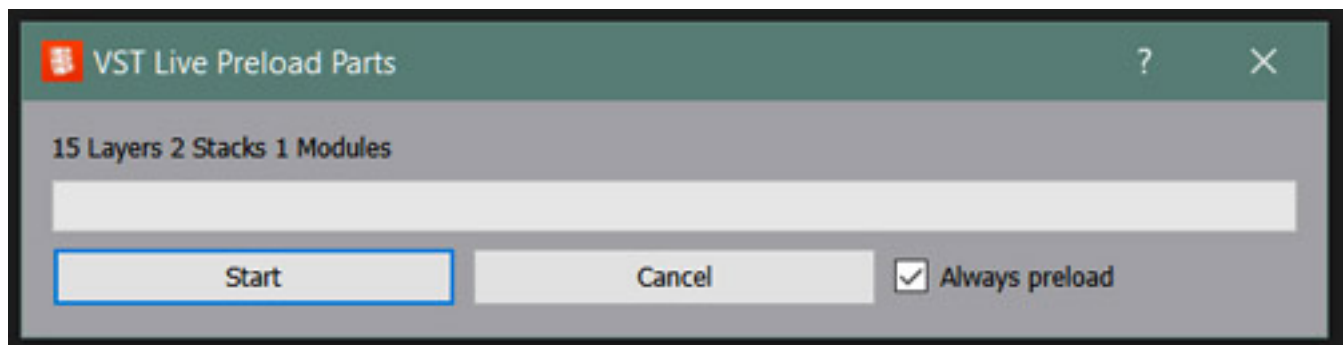 VST Live Preload Parts ?
15 Layers 2 Stacks 1 Modules
Start Cancel Always preload